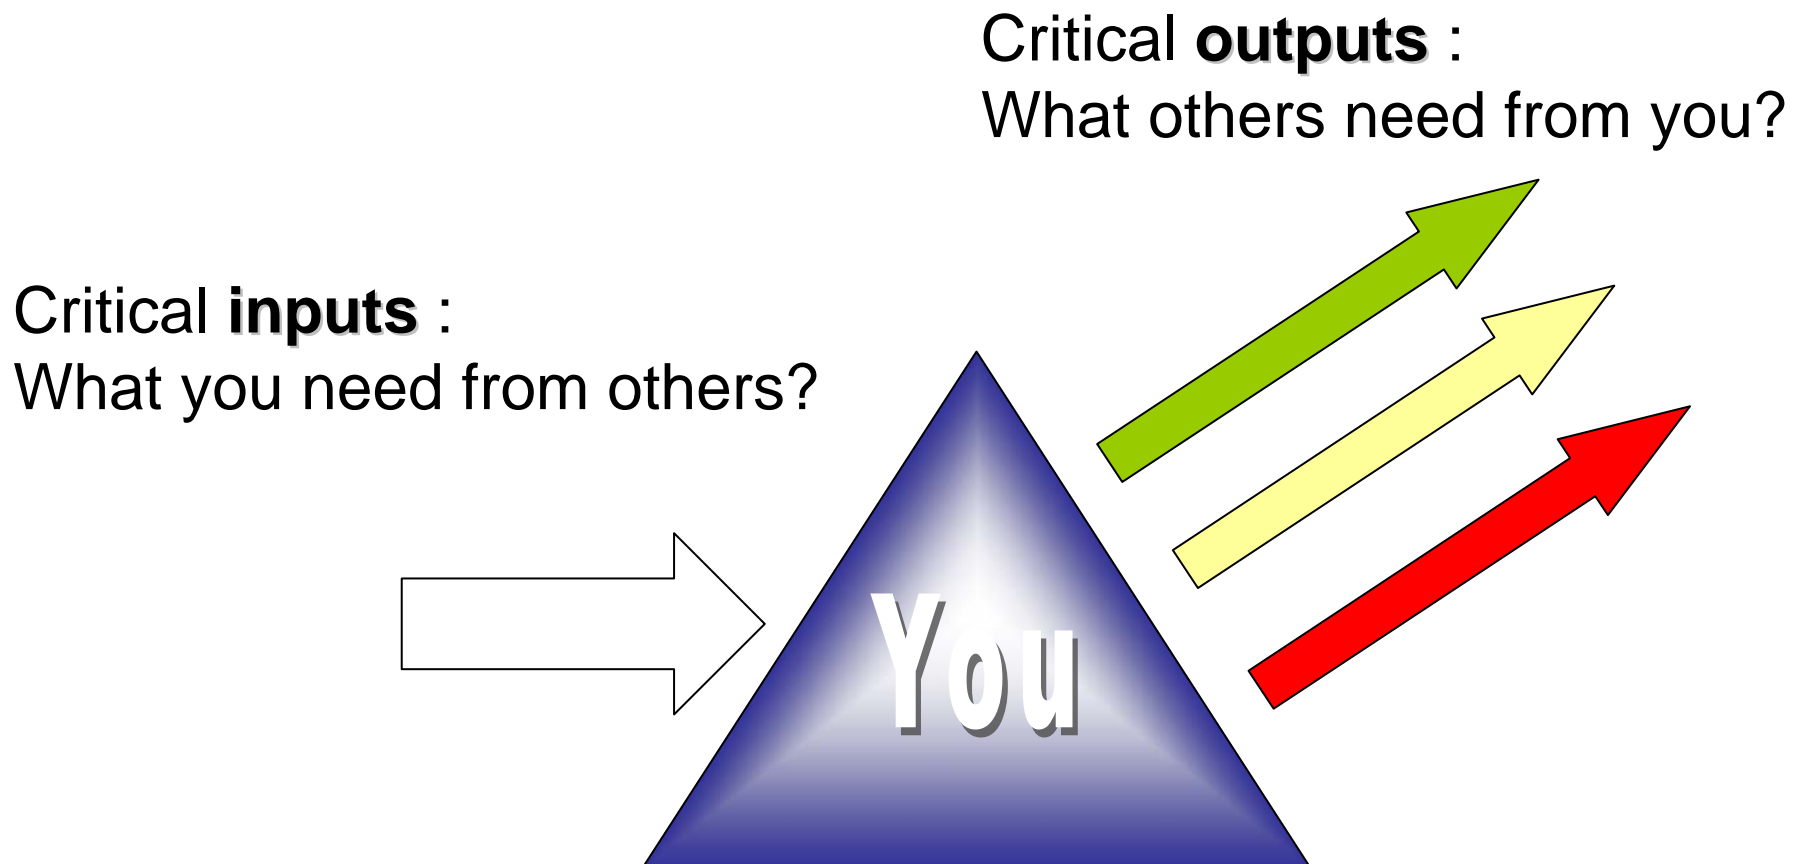 Critical outputs :
What others need from you?
Critical inputs :
What you need from others?
You